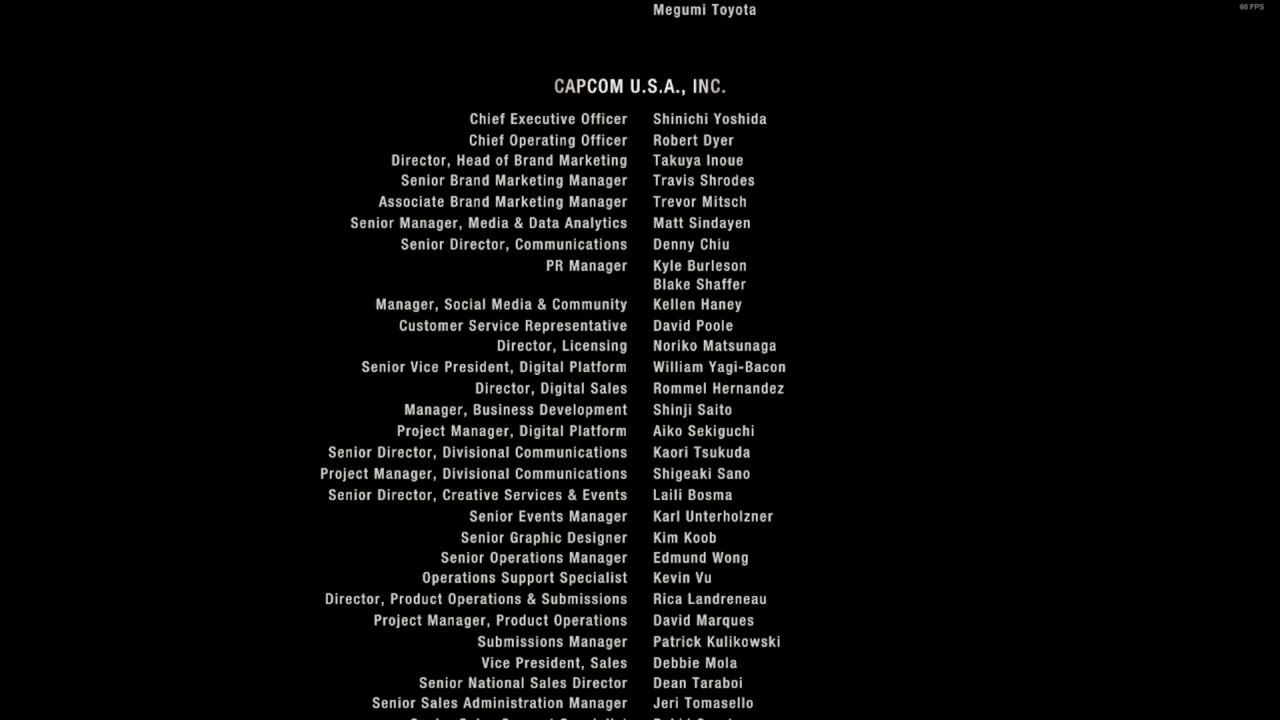 Megumi Toyota
60 FPS
CAPCOM U.S.A., INC.
Chief Executive Officer Shinichi Yoshida
Chief Operating Officer Robert Dyer
Director, Head of Brand Marketing Takuya Inoue
Senior Brand Marketing Manager Travis Shrodes
Associate Brand Marketing Manager Trevor Mitsch
Senior Manager, Media & Data Analytics Matt Sindayen
Senior Director, Communications Denny Chiu
PR Manager Kyle Burleson
Blake Shaffer
Manager, Social Media & Community Kellen Haney
Customer Service Representative David Poole
Director, Licensing Noriko Matsunaga
Senior Vice President, Digital Platform William Yagi-Bacon
Director, Digital Sales Rommel Hernandez
Manager, Business Development Shinji Saito
Project Manager, Digital Platform Aiko Sekiguchi
Senior Director, Divisional Communications Kaori Tsukuda
Project Manager, Divisional Communications Shigeaki Sano
Senior Director, Creative Services & Events Laili Bosma
Senior Events Manager Karl Unterholzner
Senior Graphic Designer Kim Koob
Senior Operations Manager Edmund Wong
Operations Support Specialist Kevin Vu
Director, Product Operations & Submissions Rica Landreneau
Project Manager, Product Operations David Marques
Submissions Manager Patrick Kulikowski
Vice President, Sales Debbie Mola
Senior National Sales Director Dean Taraboi
Senior Sales Administration Manager Jeri Tomasello